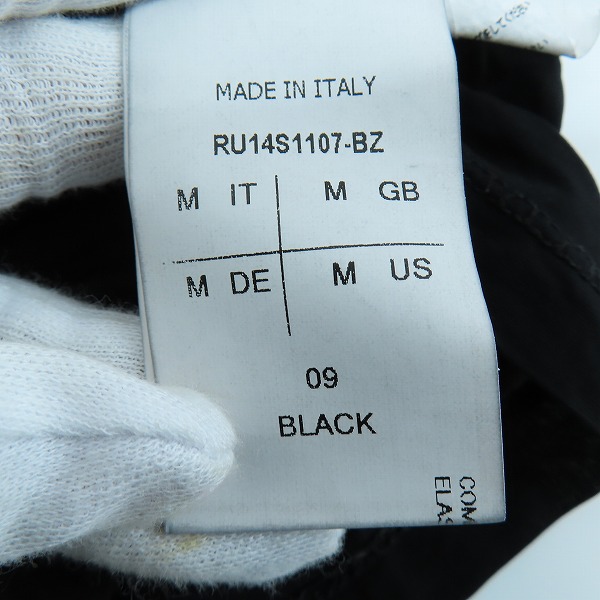 MADE IN ITALY
RU14S1107-BZ
M IT M GB
M DE M US
09
BLACK
COM
ELAS